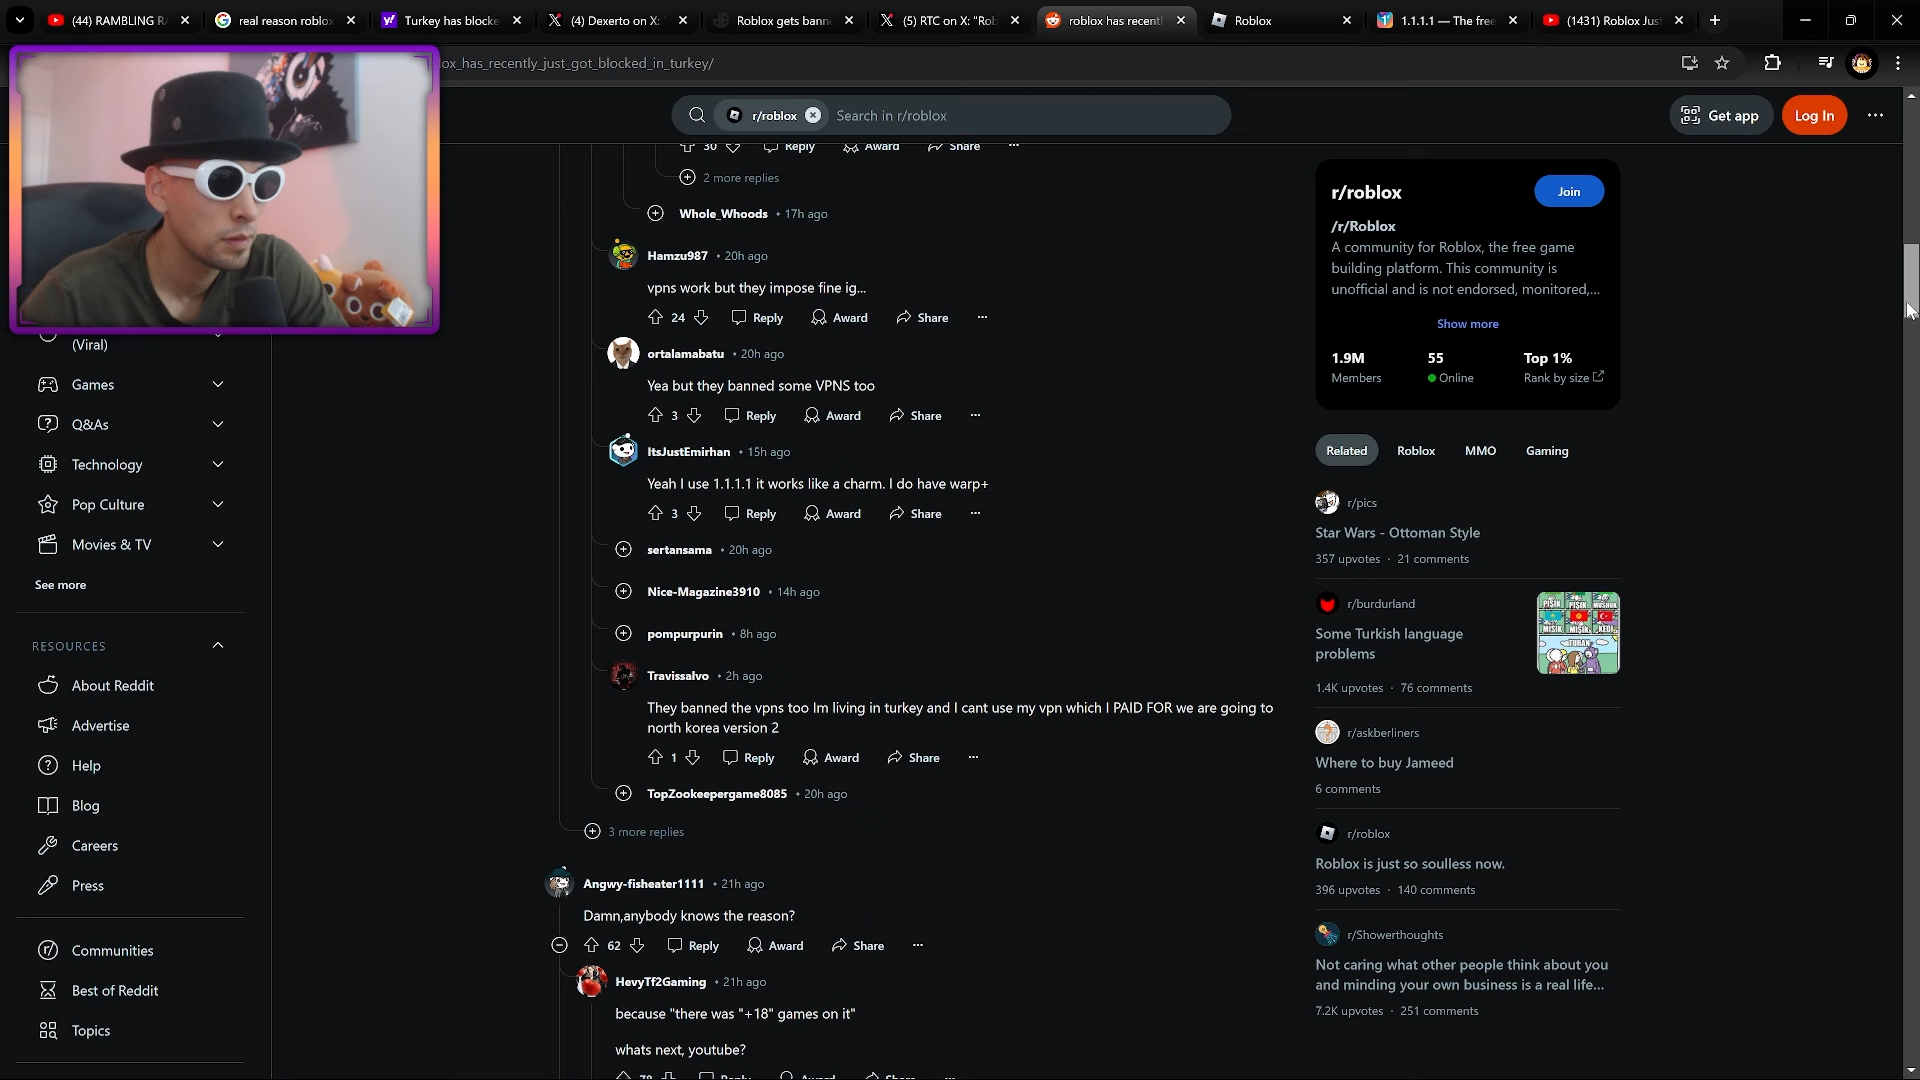 (44) RAMBLING RA
real reason roblox
Turkey has blocke
(4) Dexerto on X:
Roblox gets bann
(5) RTC on X: "Rob
roblox has recentl
Roblox
1.1.1.1 — The free
(1431) Roblox Jus
ox_has_recently_just_got_blocked_in_turkey/
r/roblox
Search in r/roblox
Get app
Log In
30
Reply
Award
Share
2 more replies
Whole_Whoods • 17h ago
Hamzu987 • 20h ago
vpns work but they impose fine ig...
24
Reply
Award
Share
ortalamabatu • 20h ago
Yea but they banned some VPNS too
3
Reply
Award
Share
ItsJustEmirhan • 15h ago
Yeah I use 1.1.1.1 it works like a charm. I do have warp+
3
Reply
Award
Share
sertansama • 20h ago
Nice-Magazine3910 • 14h ago
pompurpurin • 8h ago
Travissalvo • 2h ago
They banned the vpns too Im living in turkey and I cant use my vpn which I PAID FOR we are going to
north korea version 2
1
Reply
Award
Share
TopZookeepergame8085 • 20h ago
3 more replies
Angwy-fisheater1111 • 21h ago
Damn,anybody knows the reason?
62
Reply
Award
Share
HevyTf2Gaming • 21h ago
because "there was "+18" games on it"
whats next, youtube?
78
Reply
Award
Share
(Viral)
Games
Q&As
Technology
Pop Culture
Movies & TV
See more
RESOURCES
About Reddit
Advertise
Help
Blog
Careers
Press
Communities
Best of Reddit
Topics
r/roblox
Join
/r/Roblox
A community for Roblox, the free game
building platform. This community is
unofficial and is not endorsed, monitored,...
Show more
1.9M
Members
55
Online
Top 1%
Rank by size
Related
Roblox
MMO
Gaming
r/pics
Star Wars - Ottoman Style
357 upvotes · 21 comments
r/burdurland
Some Turkish language
problems
PIŞIK
PIŞIK
MUSHUK
MISIK
MIŞIK
KEDİ
TURAN
1.4K upvotes · 76 comments
r/askberliners
Where to buy Jameed
6 comments
r/roblox
Roblox is just so soulless now.
396 upvotes · 140 comments
r/Showerthoughts
Not caring what other people think about you
and minding your own business is a real life...
7.2K upvotes · 251 comments